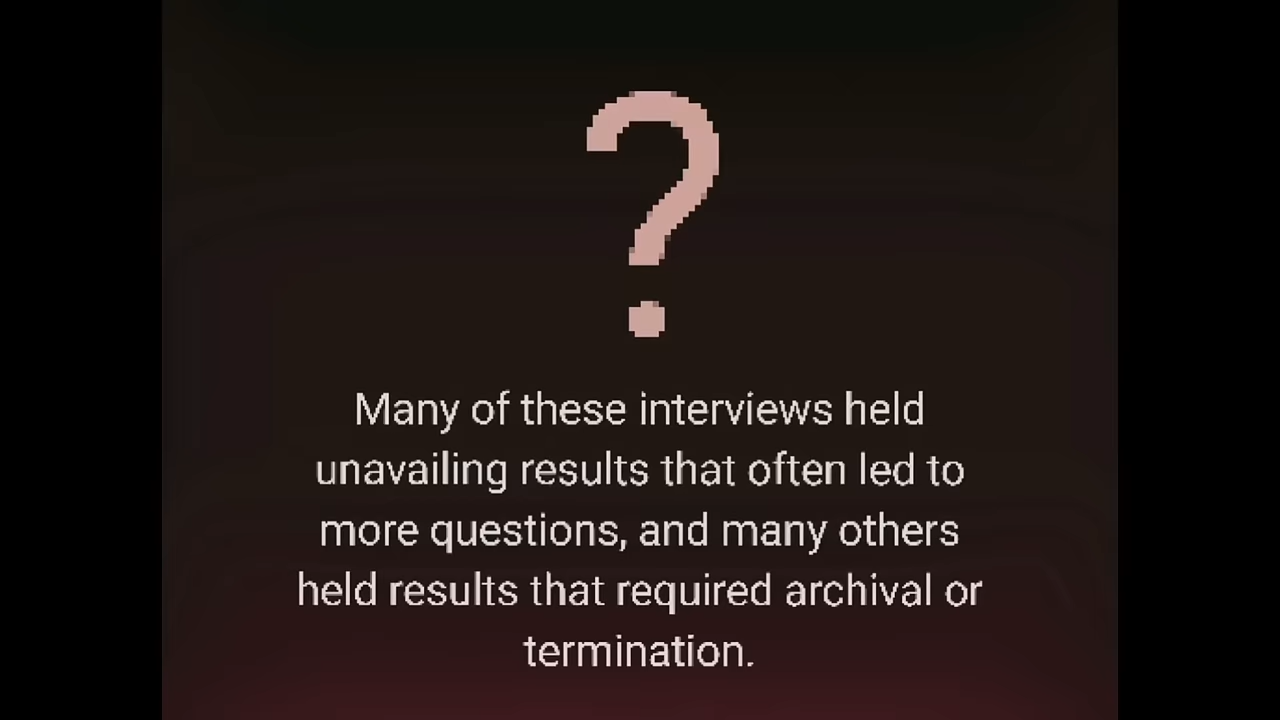 ?
Many of these interviews held
unavailing results that often led to
more questions, and many others
held results that required archival or
termination.